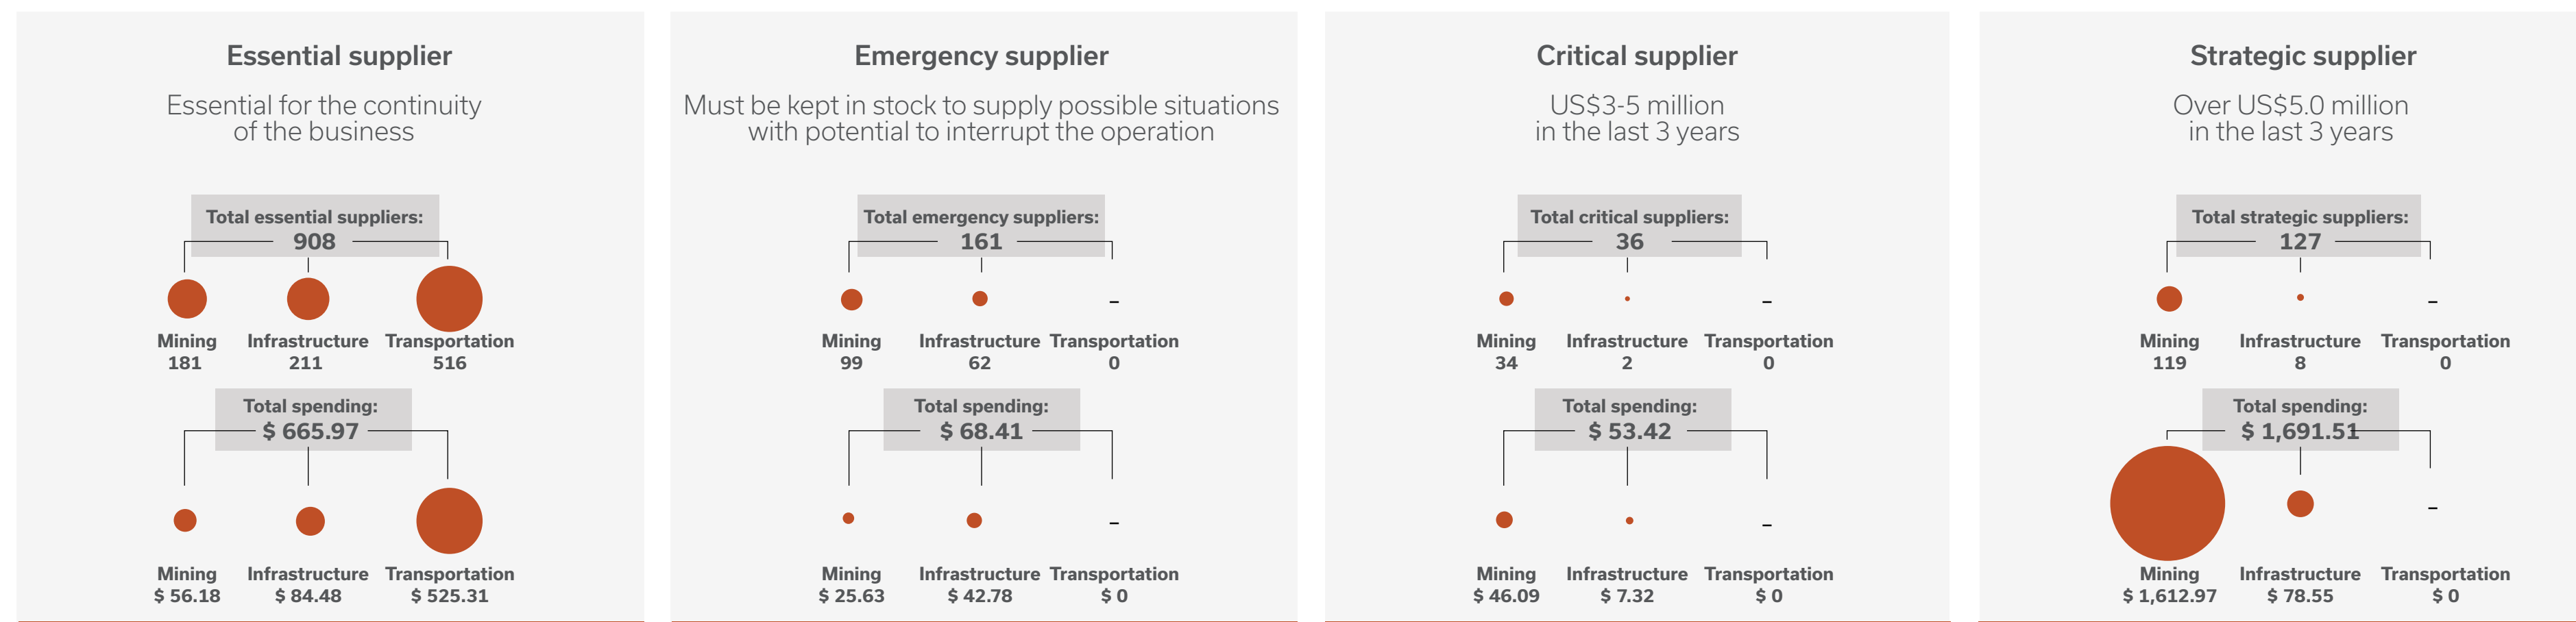 Essential supplier
Essential for the continuity
of the business
Total essential suppliers:
908
Mining
181
Infrastructure
211
Transportation
516
Total spending:
$ 665.97
Mining
$ 56.18
Infrastructure
$ 84.48
Transportation
$ 525.31
Emergency supplier
Must be kept in stock to supply possible situations
with potential to interrupt the operation
Total emergency suppliers:
161
Mining
99
Infrastructure
62
Transportation
0
–
Total spending:
$ 68.41
Mining
$ 25.63
Infrastructure
$ 42.78
Transportation
$ 0
–
Critical supplier
US$3-5 million
in the last 3 years
Total critical suppliers:
36
Mining
34
Infrastructure
2
–
Transportation
0
Total spending:
$ 53.42
Mining
$ 46.09
Infrastructure
$ 7.32
–
Transportation
$ 0
Strategic supplier
Over US$5.0 million
in the last 3 years
Total strategic suppliers:
127
Mining
119
Infrastructure
8
–
Transportation
0
Total spending:
$ 1,691.51
Mining
$ 1,612.97
Infrastructure
$ 78.55
–
Transportation
$ 0